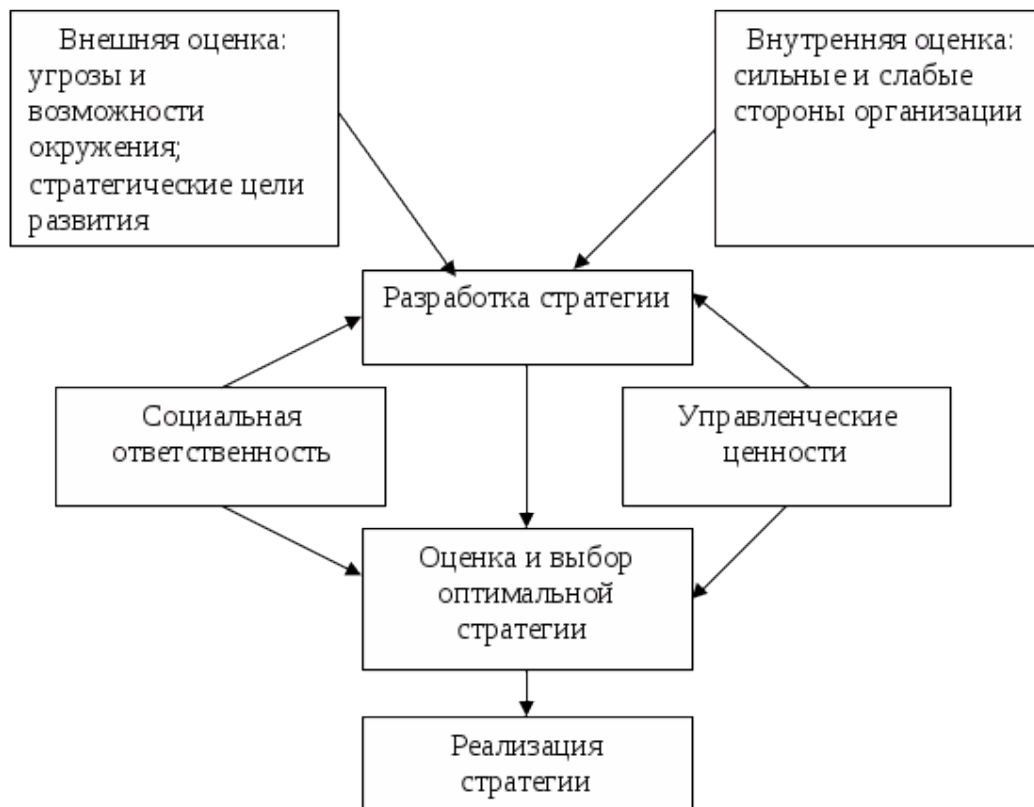 Внешняя оценка:
угрозы и
возможности
окружения;
стратегические цели
развития
Внутренняя оценка:
сильные и слабые
стороны организации
Разработка стратегии
Социальная
ответственность
Управленческие
ценности
Оценка и выбор
оптимальной
стратегии
Реализация
стратегии